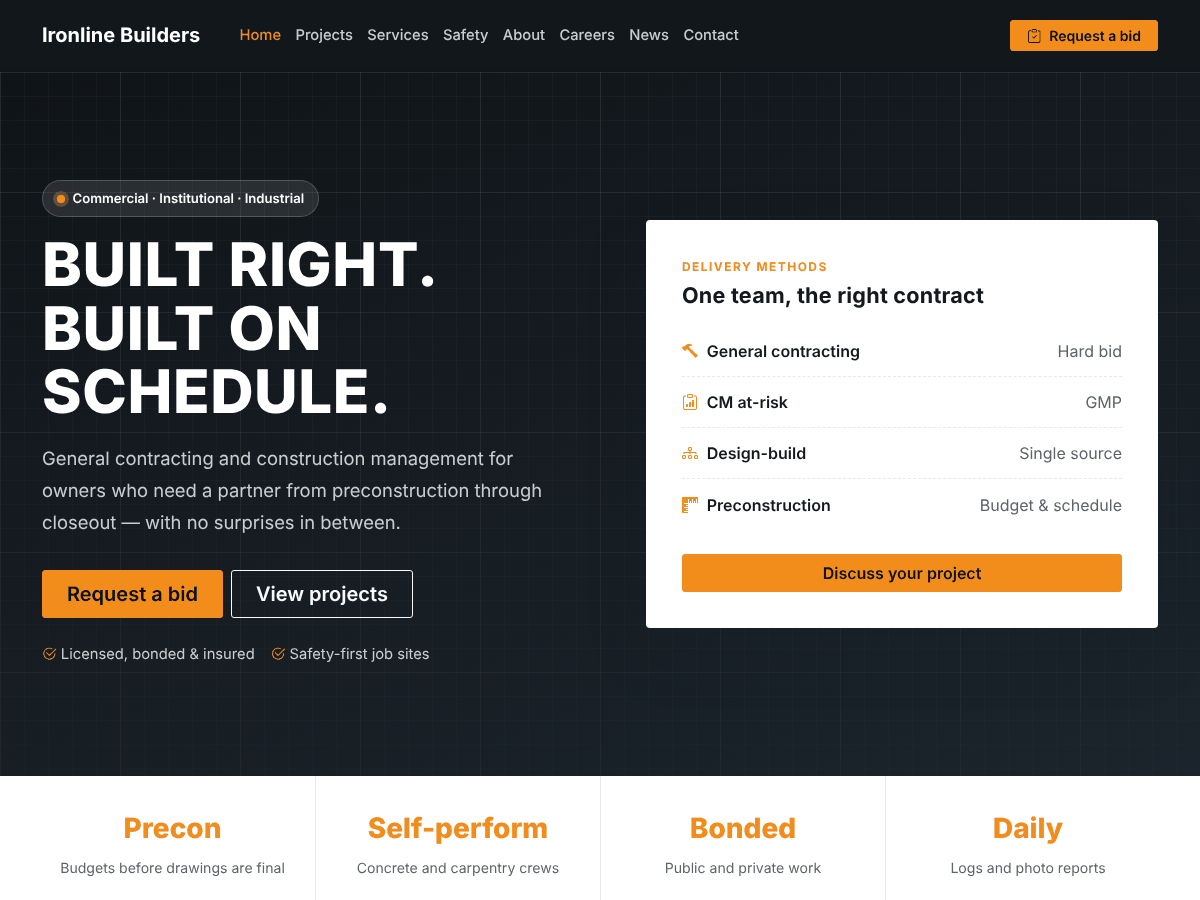 Ironline Builders
Home Projects Services Safety About Careers News Contact
Request a bid
Commercial · Institutional · Industrial
BUILT RIGHT.
BUILT ON
SCHEDULE.
General contracting and construction management for
owners who need a partner from preconstruction through
closeout — with no surprises in between.
Request a bid
View projects
Licensed, bonded & insured
Safety-first job sites
DELIVERY METHODS
One team, the right contract
General contracting Hard bid
CM at-risk GMP
Design-build Single source
Preconstruction Budget & schedule
Discuss your project
Precon
Budgets before drawings are final
Self-perform
Concrete and carpentry crews
Bonded
Public and private work
Daily
Logs and photo reports